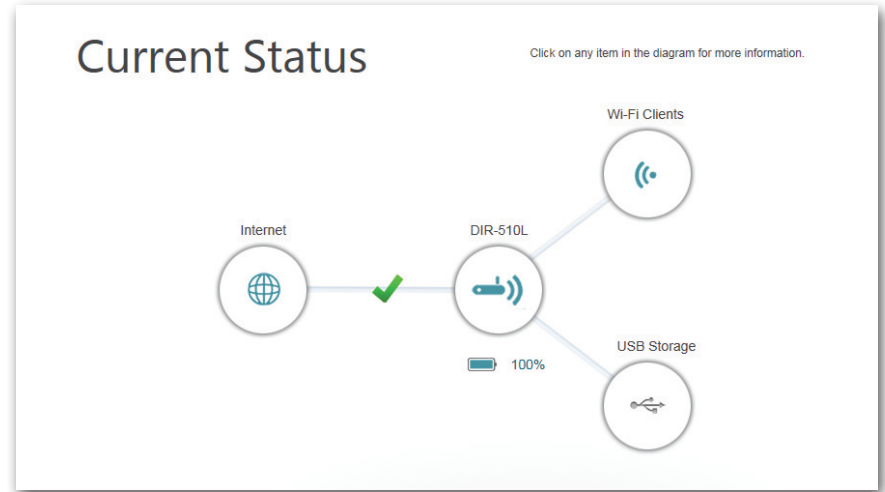 Current Status
Click on any item in the diagram for more information.
Wi-Fi Clients
Internet
DIR-510L
USB Storage
100%